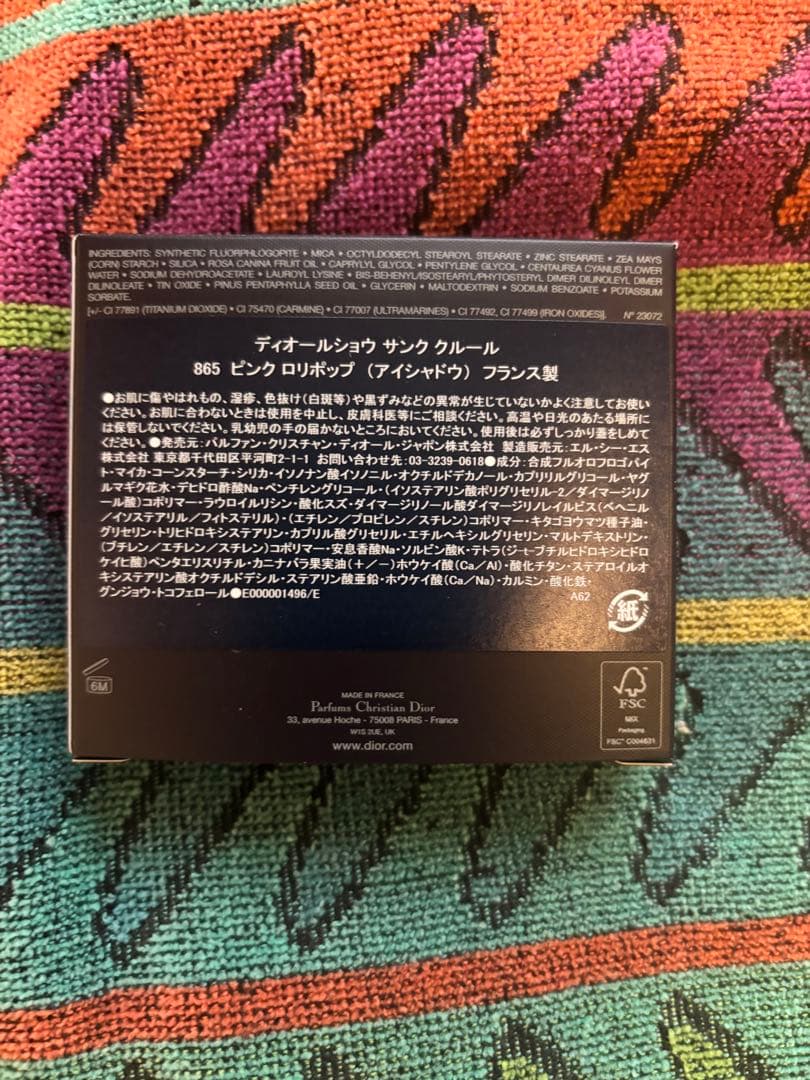 INGREDIENTS: SYNTHETIC FLUORPHLOGOPITE • MICA • OCTYLDODECYL STEAROYL STEARATE • ZINC STEARATE • ZEA MAYS
(CORN) STARCH • SILICA • ROSA CANINA FRUIT OIL • CAPRYLYL GLYCOL • PENTYLENE GLYCOL • CENTAUREA CYANUS FLOWER
WATER • SODIUM DEHYDROACETATE • LAUROYL LYSINE • BIS-BEHENYL/ISOSTEARYL/PHYTOSTERYL DIMER DILINOLEYL DIMER
DILINOLEATE • TIN OXIDE • PINUS PENTAPHYLLA SEED OIL • GLYCERIN • MALTODEXTRIN • SODIUM BENZOATE • POTASSIUM
SORBATE.
[+/- CI 77891 (TITANIUM DIOXIDE) • CI 75470 (CARMINE) • CI 77007 (ULTRAMARINES) • CI 77492, CI 77499 (IRON OXIDES)]. N° 23072
ディオールショウ サンク クルール
865 ピンク ロリポップ （アイシャドウ） フランス製
●お肌に傷やはれもの、湿疹、色抜け(白斑等)や黒ずみなどの異常が生じていないかよく注意してお使い
ください。お肌に合わないときは使用を中止し、皮膚科医等にご相談ください。高温や日光のあたる場所に
は保管しないでください。乳幼児の手の届かないところにおいてください。使用後は必ずしっかり蓋をしめて
ください。●発売元:パルファン・クリスチャン・ディオール・ジャポン株式会社 製造販売元:エル・シー・エス
株式会社 東京都千代田区平河町2-1-1 お問い合わせ先:03-3239-0618●成分:合成フルオロフロゴパイ
ト・マイカ・コーンスターチ・シリカ・イソノナン酸イソノニル・オクチルドデカノール・カプリリルグリコール・ヤグ
ルマギク花水・デヒドロ酢酸Na・ペンチレングリコール・(イソステアリン酸ポリグリセリル-2／ダイマージリノ
ール酸)コポリマー・ラウロイルリシン・酸化スズ・ダイマージリノール酸ダイマージリノレイルビス(ベヘニル
／イソステアリル／フィトステリル)・(エチレン／プロピレン／スチレン)コポリマー・キタゴヨウマツ種子油・
グリセリン・トリヒドロキシステアリン・カプリル酸グリセリル・エチルヘキシルグリセリン・マルトデキストリン・
(ブチレン／エチレン／スチレン)コポリマー・安息香酸Na・ソルビン酸K・テトラ(ジ-t-ブチルヒドロキシヒドロ
ケイヒ酸)ペンタエリスリチル・カニナバラ果実油(＋/－)ホウケイ酸(Ca／Al)・酸化チタン・ステアロイルオ
キシステアリン酸オクチルドデシル・ステアリン酸亜鉛・ホウケイ酸(Ca／Na)・カルミン・酸化鉄・
グンジョウ・トコフェロール●E000001496/E A62
紙
6M
MADE IN FRANCE
Parfums Christian Dior
33, avenue Hoche - 75008 PARIS - France
W1S 2UE, UK
www.dior.com
FSC
MIX
Packaging
FSC™ C004631